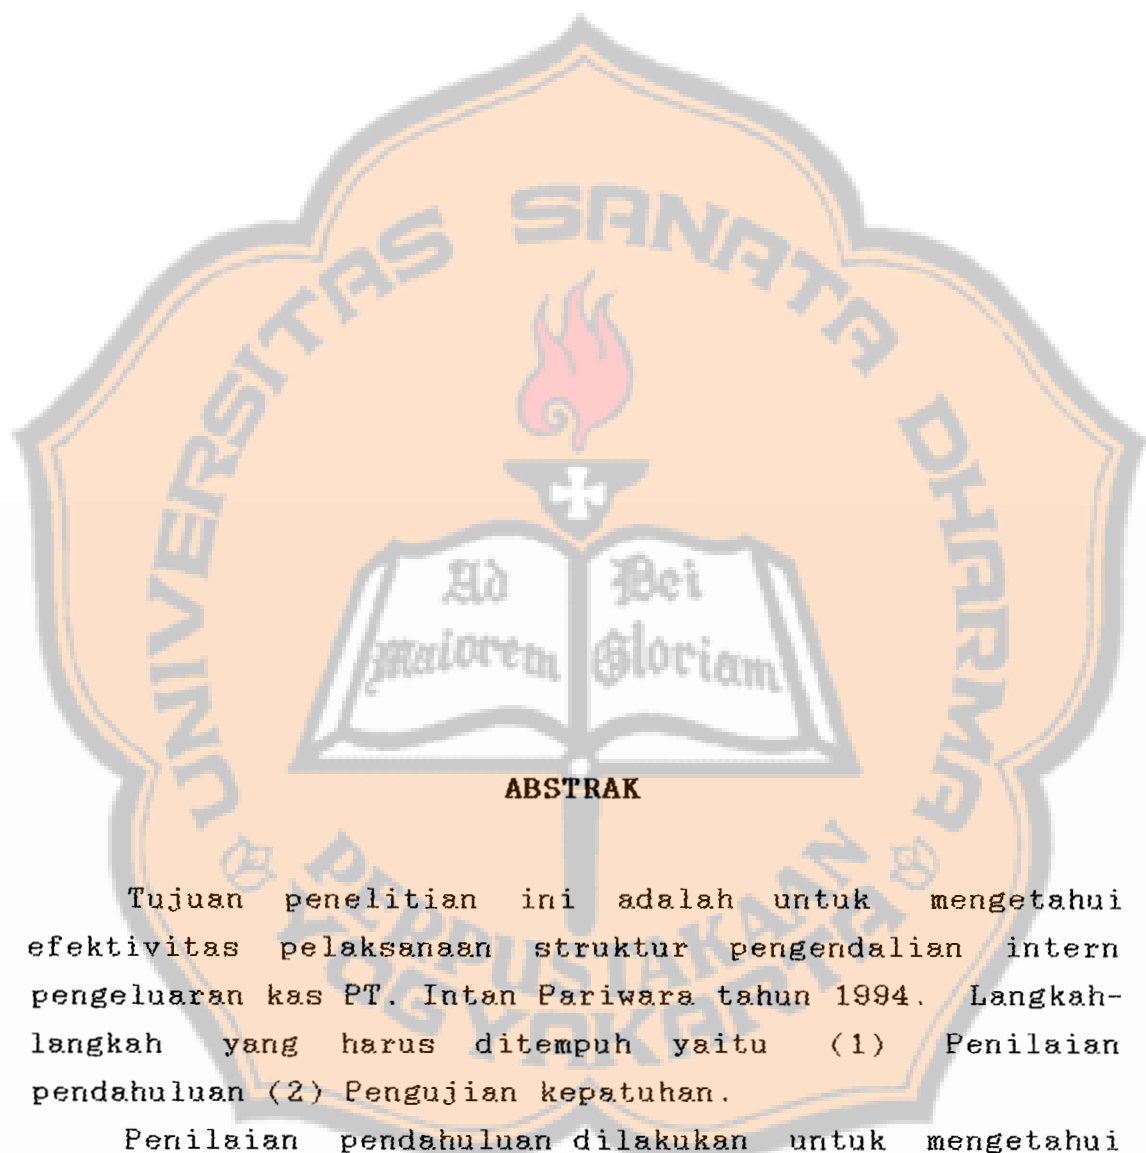 UNIVERSITAS SANATA DHARMA
Ad Dei
Maiorem Gloriam
PERPUSTAKAAN
YOGYAKARTA
ABSTRAK
Tujuan penelitian ini adalah untuk mengetahui
efektivitas pelaksanaan struktur pengendalian intern
pengeluaran kas PT. Intan Pariwara tahun 1994. Langkah-
langkah yang harus ditempuh yaitu (1) Penilaian
pendahuluan (2) Pengujian kepatuhan.
Penilaian pendahuluan dilakukan untuk mengetahui